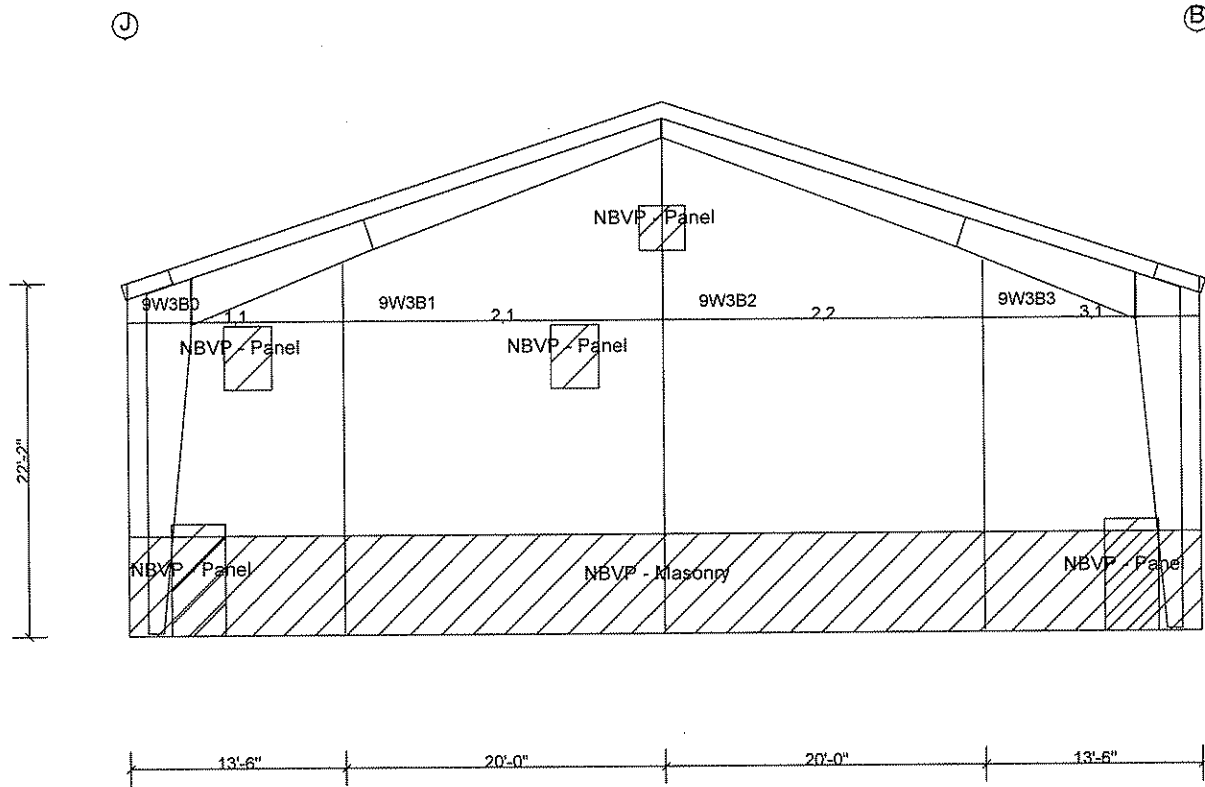 J
B
NBVP - Panel
9W3B0
9W3B1
9W3B2
9W3B3
1,1
2,1
2,2
3,1
NBVP - Panel
NBVP - Panel
22'-2"
NBVP - Panel
NBVP - Masonry
NBVP - Panel
13'-6"
20'-0"
20'-0"
13'-6"